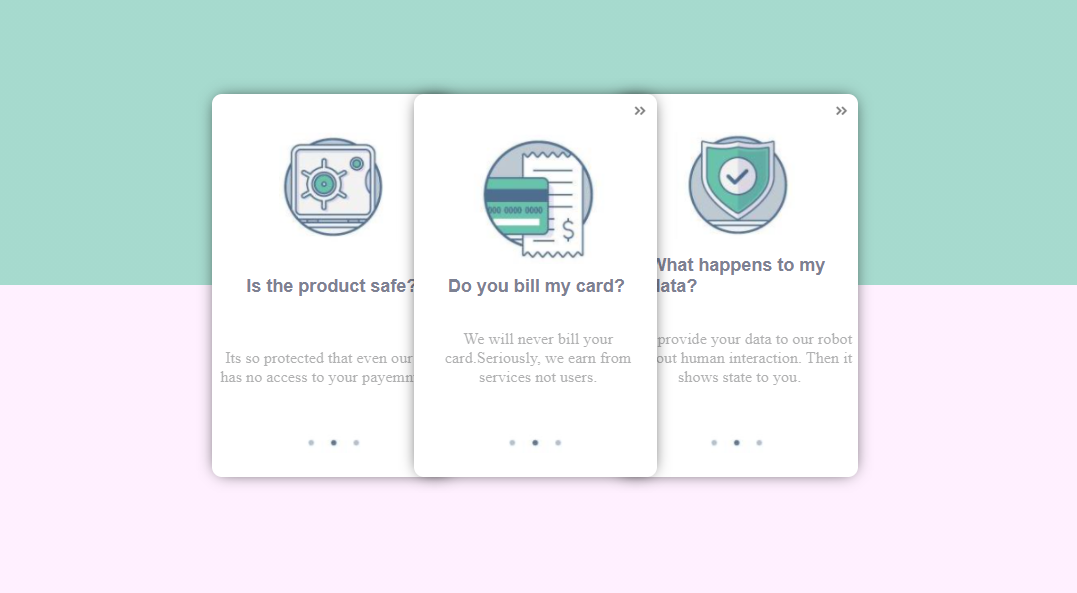 Is the product safe?
Its so protected that even our
has no access to your
»
000 0000 0000
$
Do you bill my card?
We will never bill your
card.Seriously, we earn from
services not users.
»
What happens to my
data?
provide your data to our robot
out human interaction. Then it
shows state to you.